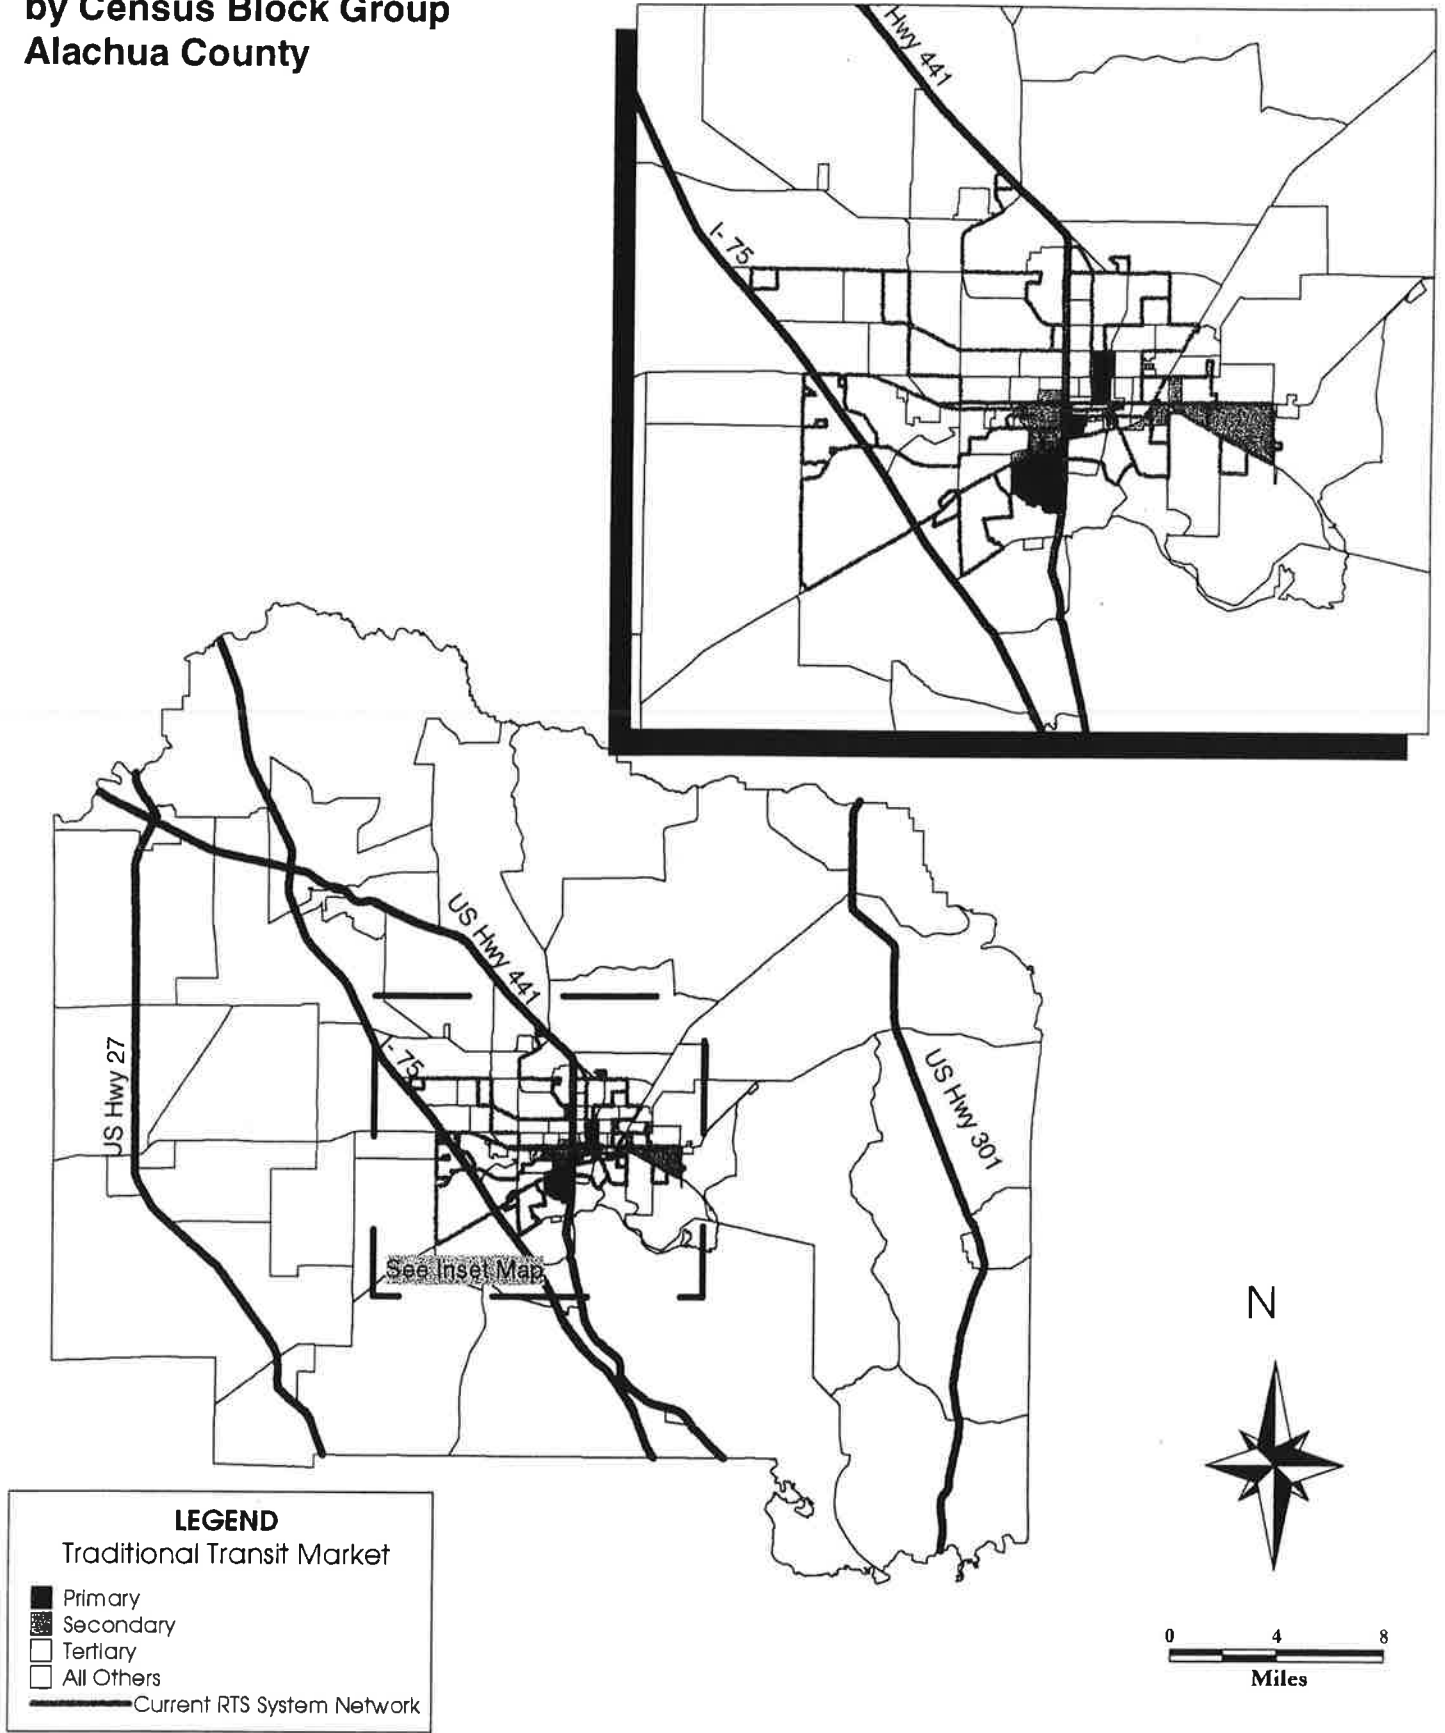 by Census Block Group
Alachua County
Hwy 441
I-75
US Hwy 441
I-75
US Hwy 27
US Hwy 301
See Inset Map
N
LEGEND
Traditional Transit Market
Primary
Secondary
Tertiary
All Others
Current RTS System Network
0 4 8
Miles